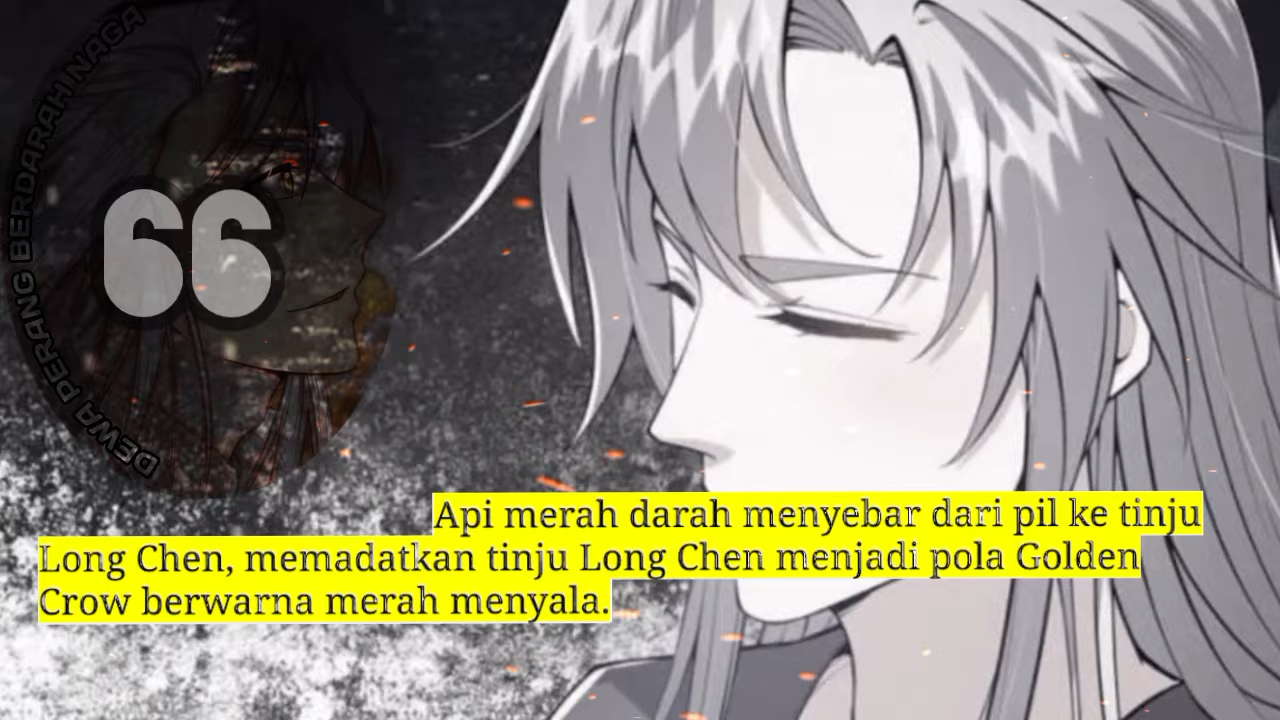 DEWA PERANG BERDARAH NAGA
66
Api merah darah menyebar dari pil ke tinju
Long Chen, memadatkan tinju Long Chen menjadi pola Golden
Crow berwarna merah menyala.